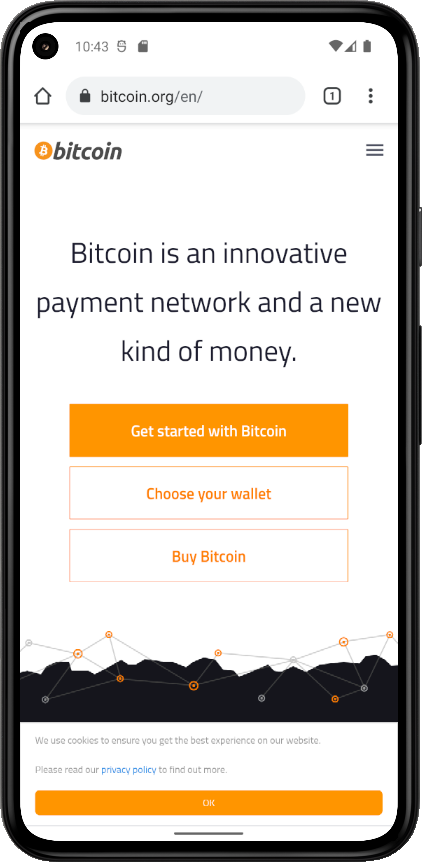 10:43
1
bitcoin.org/en/
bitcoin
Bitcoin is an innovative
payment network and a new
kind of money.
Get started with Bitcoin
Choose your wallet
Buy Bitcoin
We use cookies to ensure you get the best experience on our website.
Please read our privacy policy to find out more.
OK